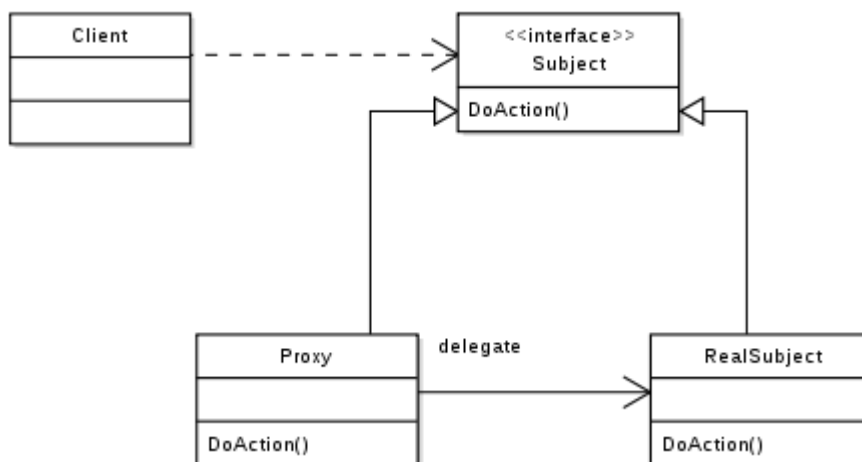 Client
<<interface>>
Subject
DoAction()
Proxy
delegate
RealSubject
DoAction()
DoAction()